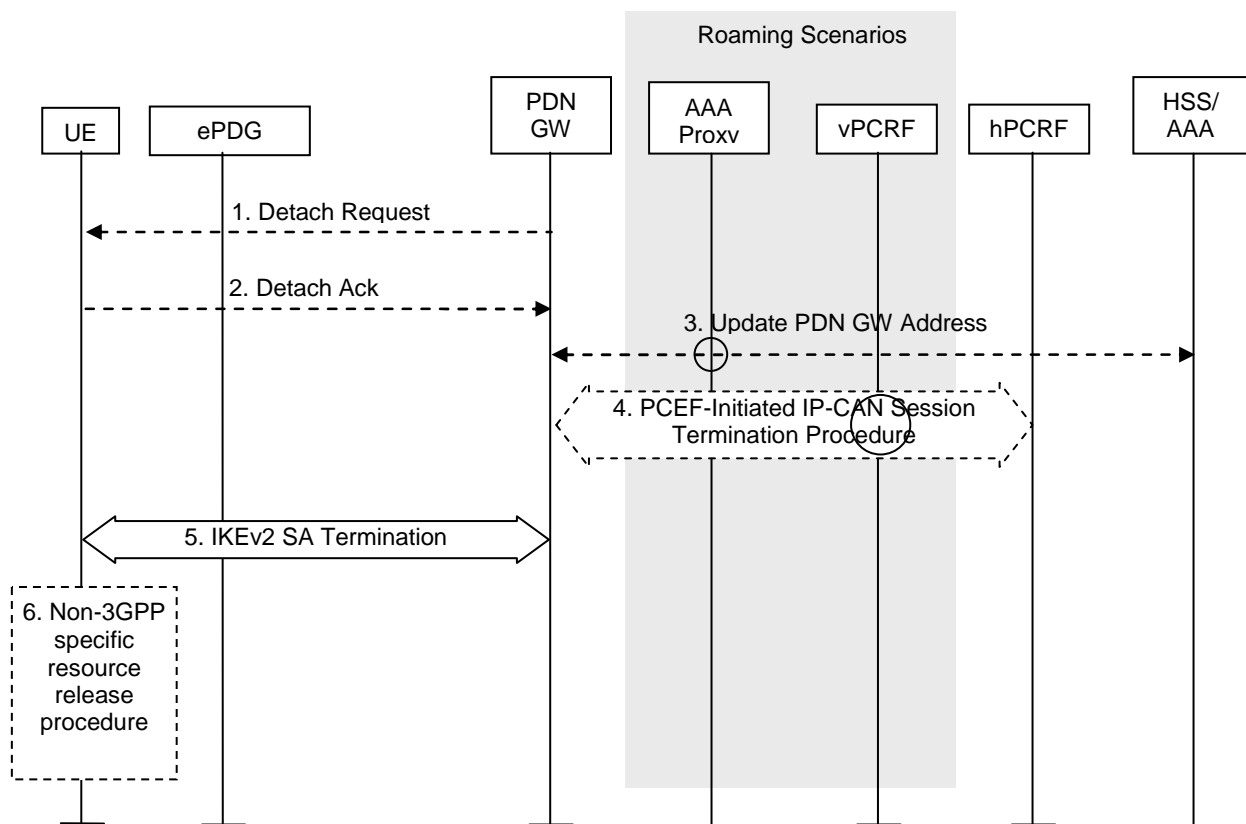 Roaming Scenarios
UE
ePDG
PDN
GW
AAA
Proxv
vPCRF
hPCRF
HSS/
AAA
1. Detach Request
2. Detach Ack
3. Update PDN GW Address
4. PCEF-Initiated IP-CAN Session
Termination Procedure
5. IKEv2 SA Termination
6. Non-3GPP
specific
resource
release
procedure